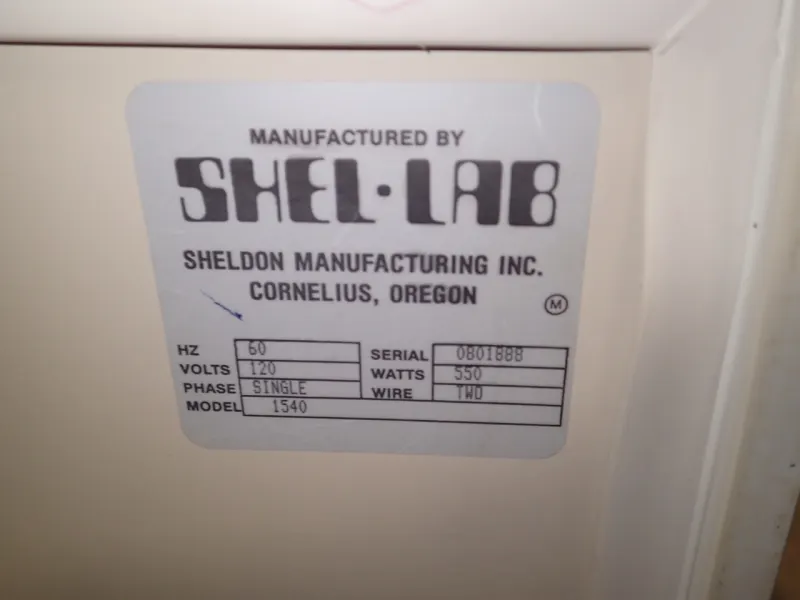 MANUFACTURED BY
SHEL·LAB
SHELDON MANUFACTURING INC.
CORNELIUS, OREGON
M
HZ 60 SERIAL 0801888
VOLTS 120 WATTS 550
PHASE SINGLE WIRE TWO
MODEL 1540